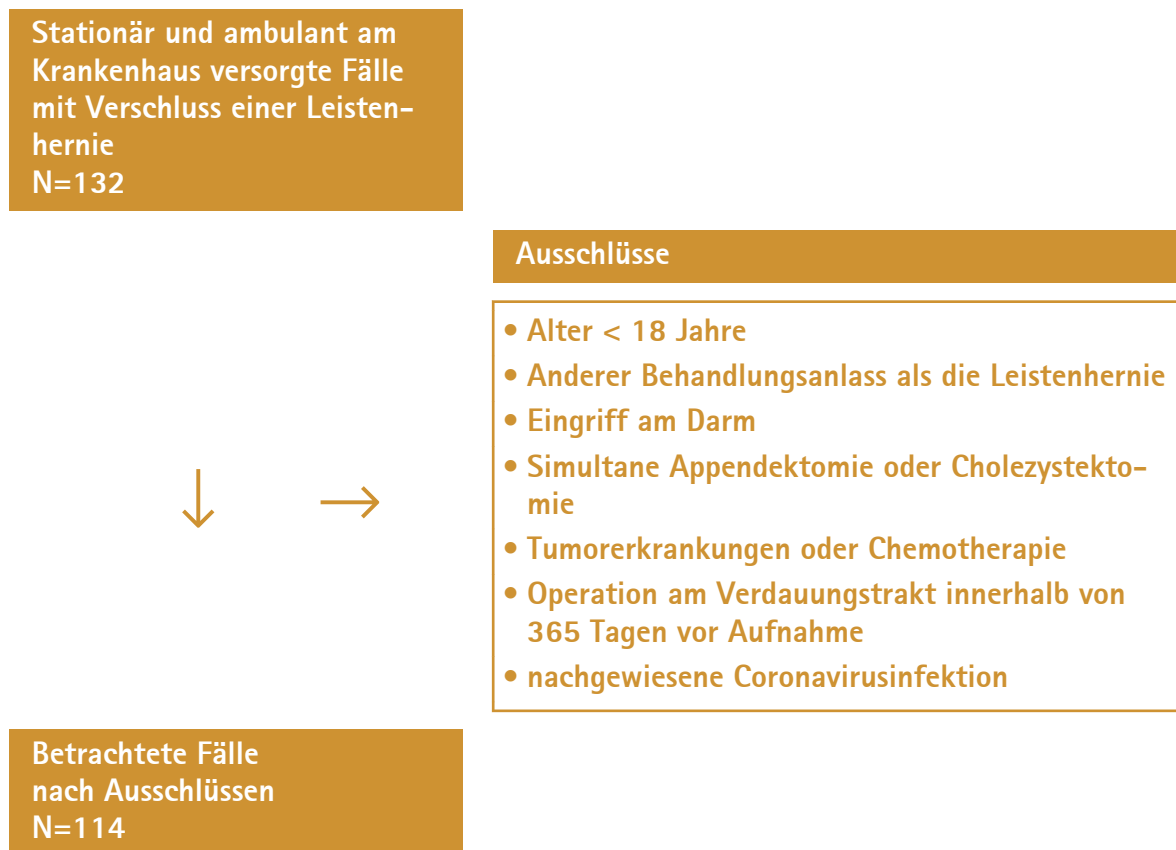 Stationär und ambulant am
Krankenhaus versorgte Fälle
mit Verschluss einer Leisten-
hernie
N=132
Ausschlüsse
• Alter < 18 Jahre
• Anderer Behandlungsanlass als die Leistenhernie
• Eingriff am Darm
• Simultane Appendektomie oder Cholezystekto-
mie
• Tumorerkrankungen oder Chemotherapie
• Operation am Verdauungstrakt innerhalb von
365 Tagen vor Aufnahme
• nachgewiesene Coronavirusinfektion
Betrachtete Fälle
nach Ausschlüssen
N=114